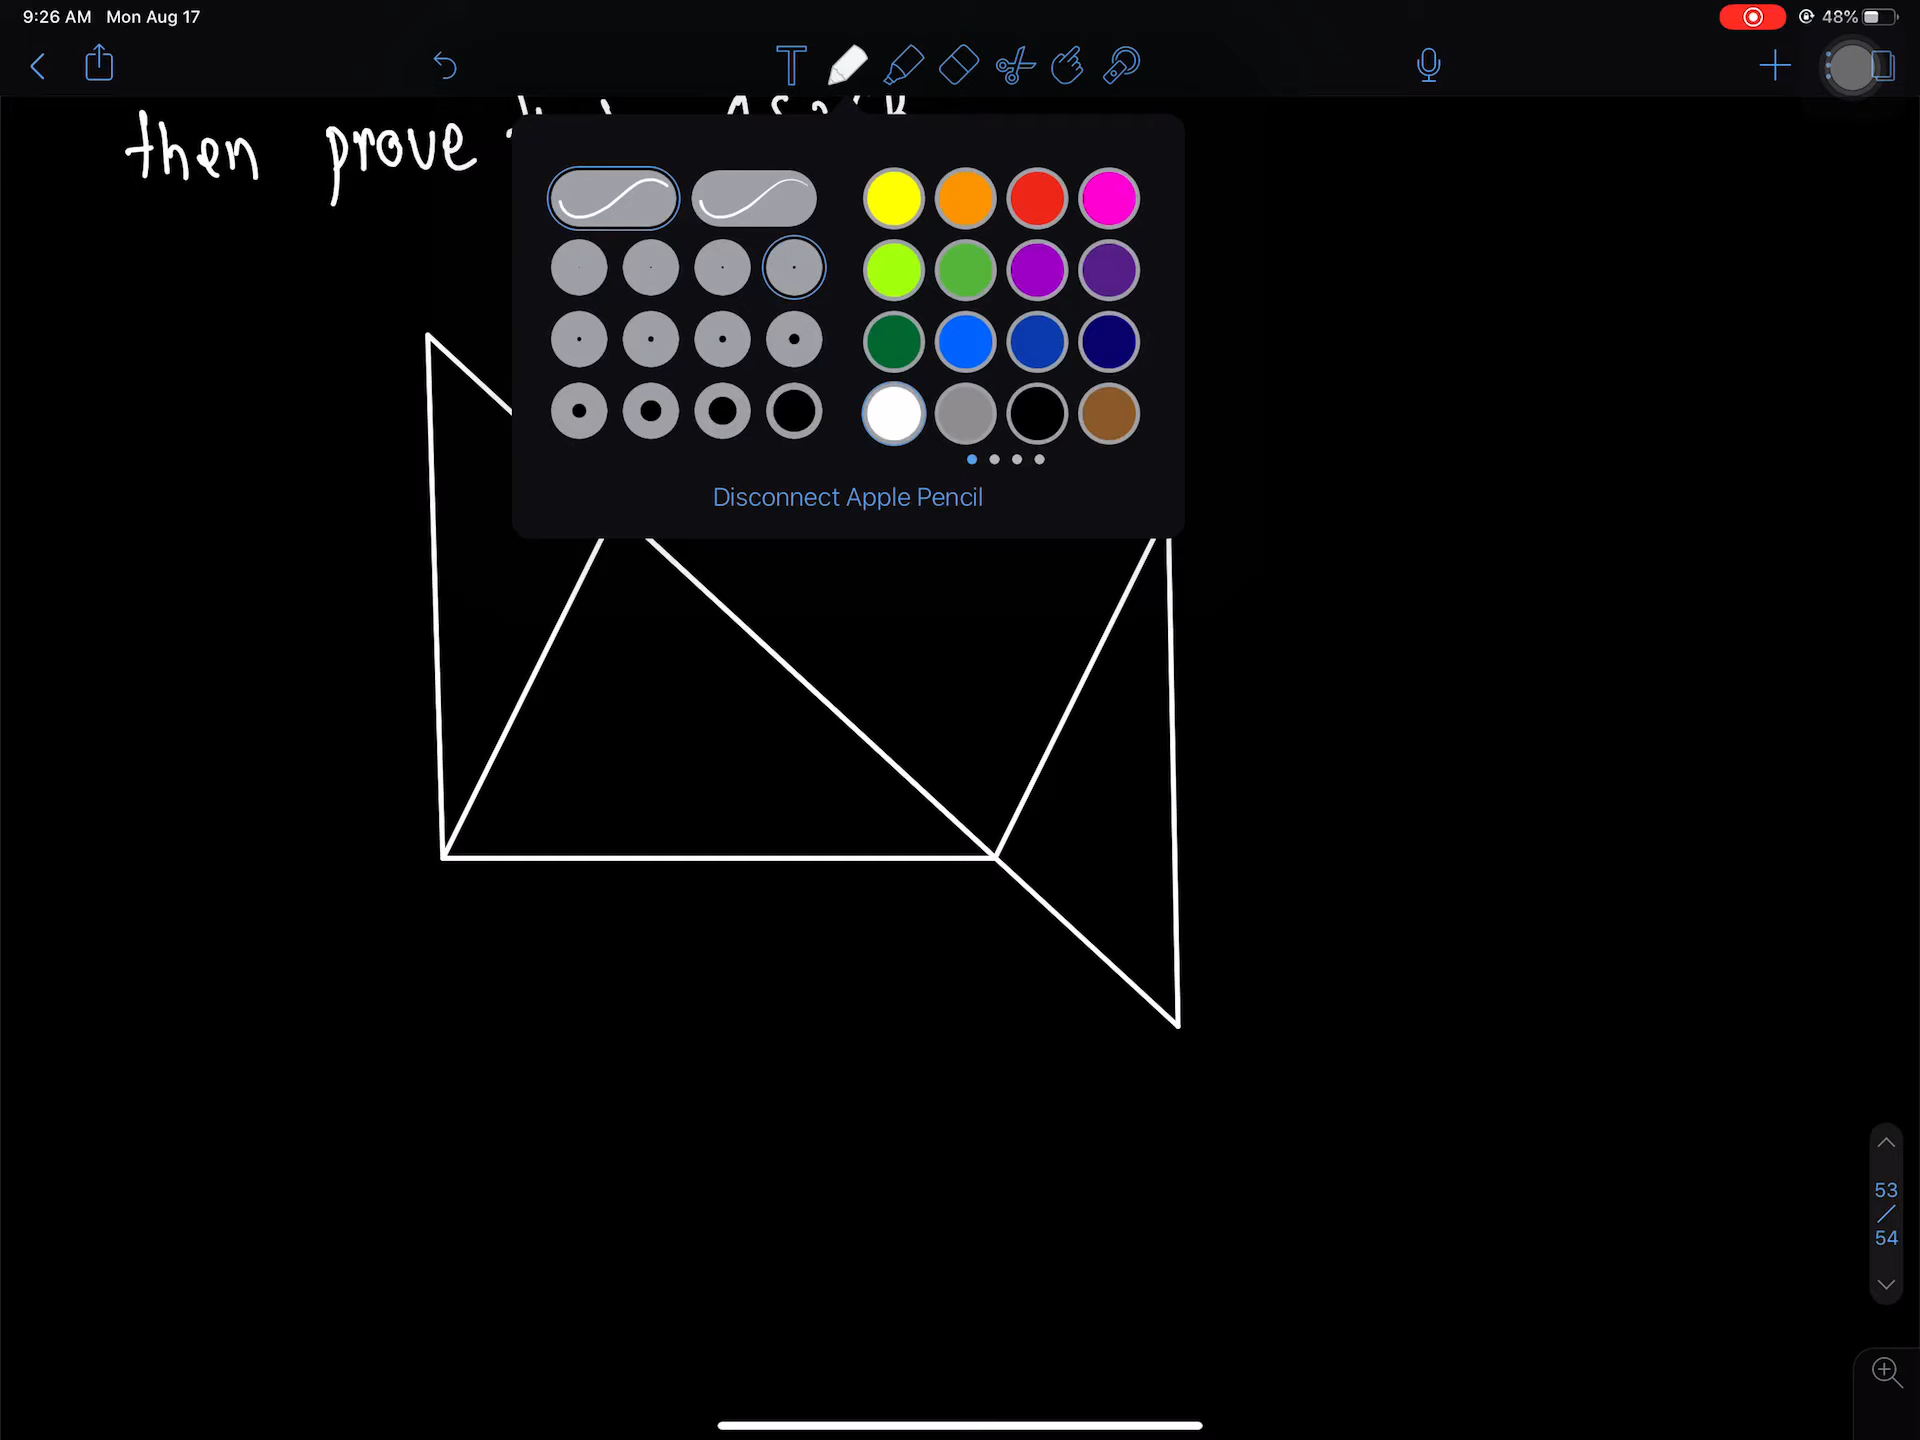 9:26 AM Mon Aug 17
48%
T
then prove
Disconnect Apple Pencil
53
/
54